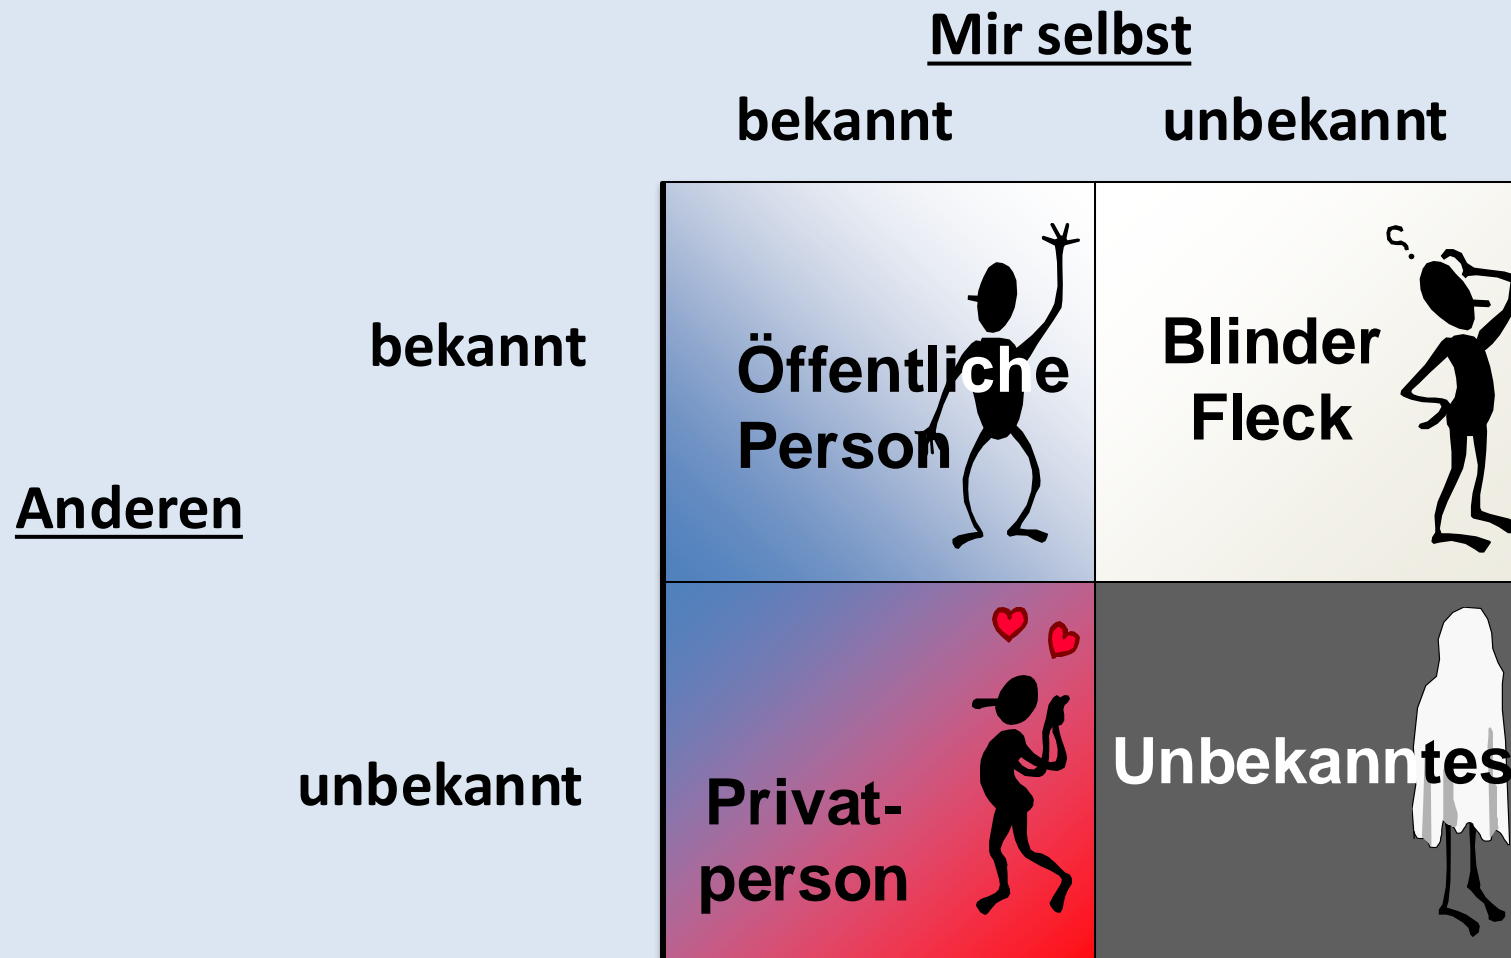 Mir selbst
bekannt unbekannt
bekannt
Öffentliche
Person
Blinder
Fleck
Anderen
unbekannt
Privat-
person
Unbekanntes
?